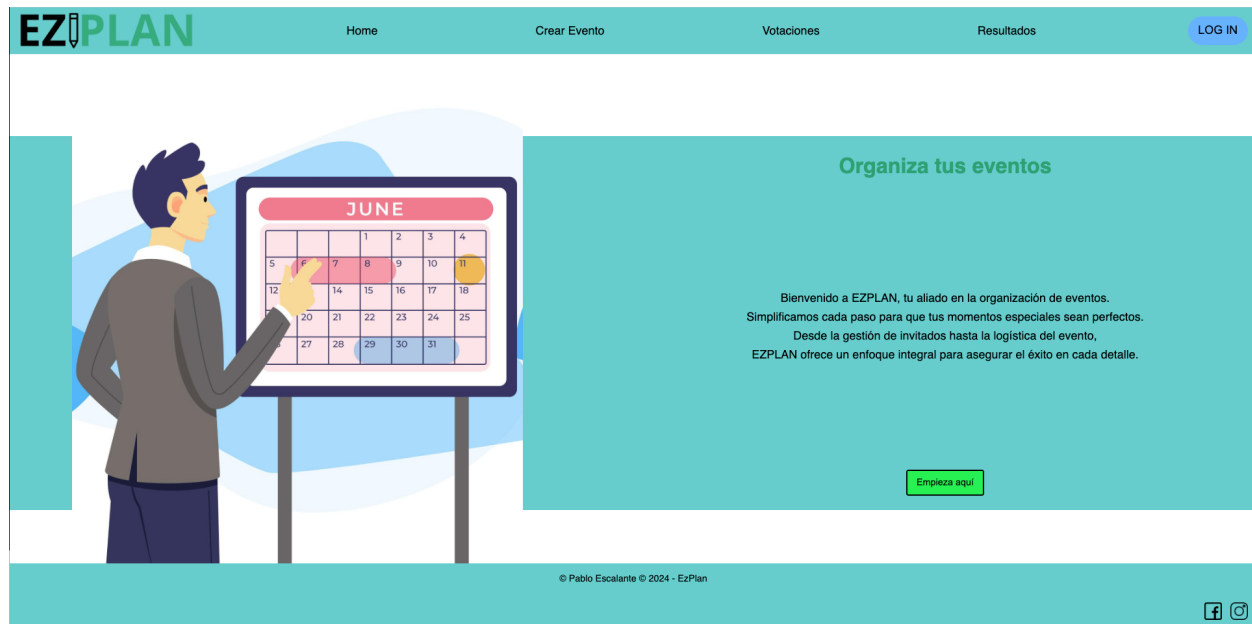 EZPLAN
Home
Crear Evento
Votaciones
Resultados
LOG IN
JUNE
1 2 3 4
5 6 7 8 9 10 11
12 14 15 16 17 18
20 21 22 23 24 25
27 28 29 30 31
Organiza tus eventos
Bienvenido a EZPLAN, tu aliado en la organización de eventos.
Simplificamos cada paso para que tus momentos especiales sean perfectos.
Desde la gestión de invitados hasta la logística del evento,
EZPLAN ofrece un enfoque integral para asegurar el éxito en cada detalle.
Empieza aquí
© Pablo Escalante © 2024 - EzPlan